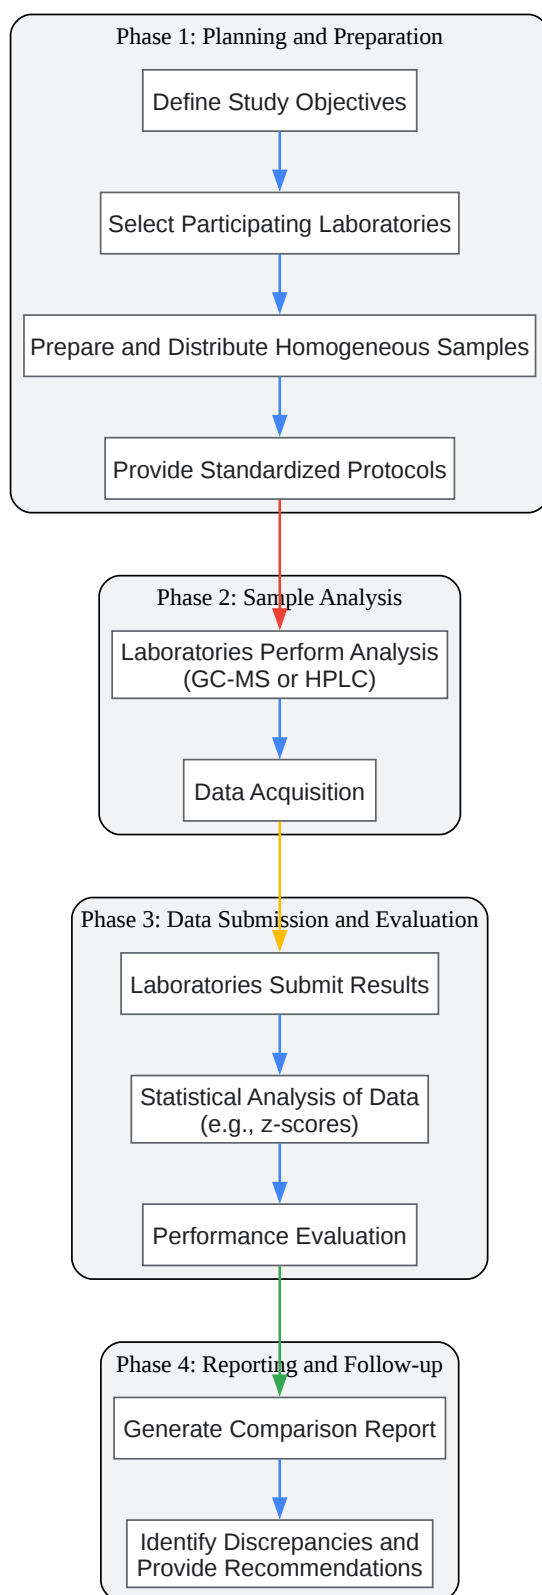 Phase 1: Planning and Preparation
Define Study Objectives
Select Participating Laboratories
Prepare and Distribute Homogeneous Samples
Provide Standardized Protocols
Phase 2: Sample Analysis
Laboratories Perform Analysis
(GC-MS or HPLC)
Data Acquisition
Phase 3: Data Submission and Evaluation
Laboratories Submit Results
Statistical Analysis of Data
(e.g., z-scores)
Performance Evaluation
Phase 4: Reporting and Follow-up
Generate Comparison Report
Identify Discrepancies and
Provide Recommendations